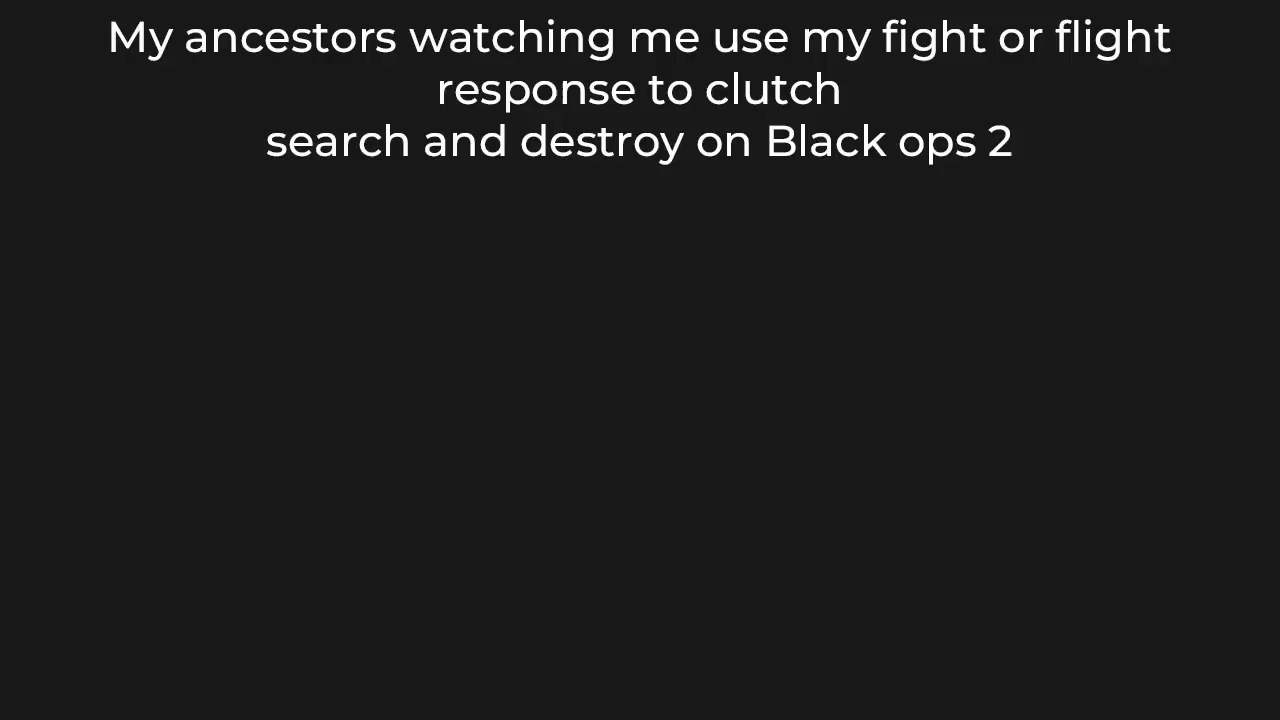 My ancestors watching me use my fight or flight
response to clutch
search and destroy on Black ops 2